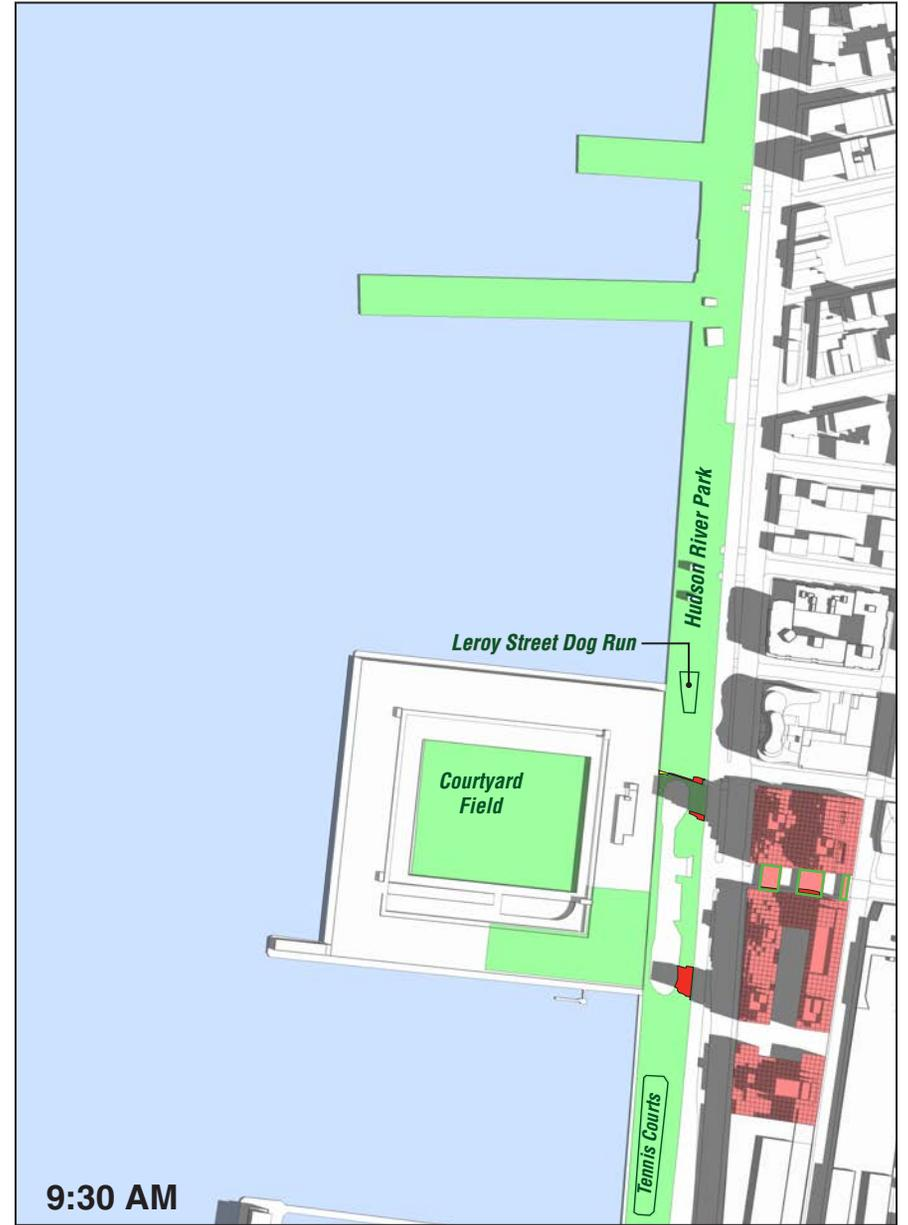 Hudson River Park
Leroy Street Dog Run
Courtyard
Field
Tennis Courts
9:30 AM